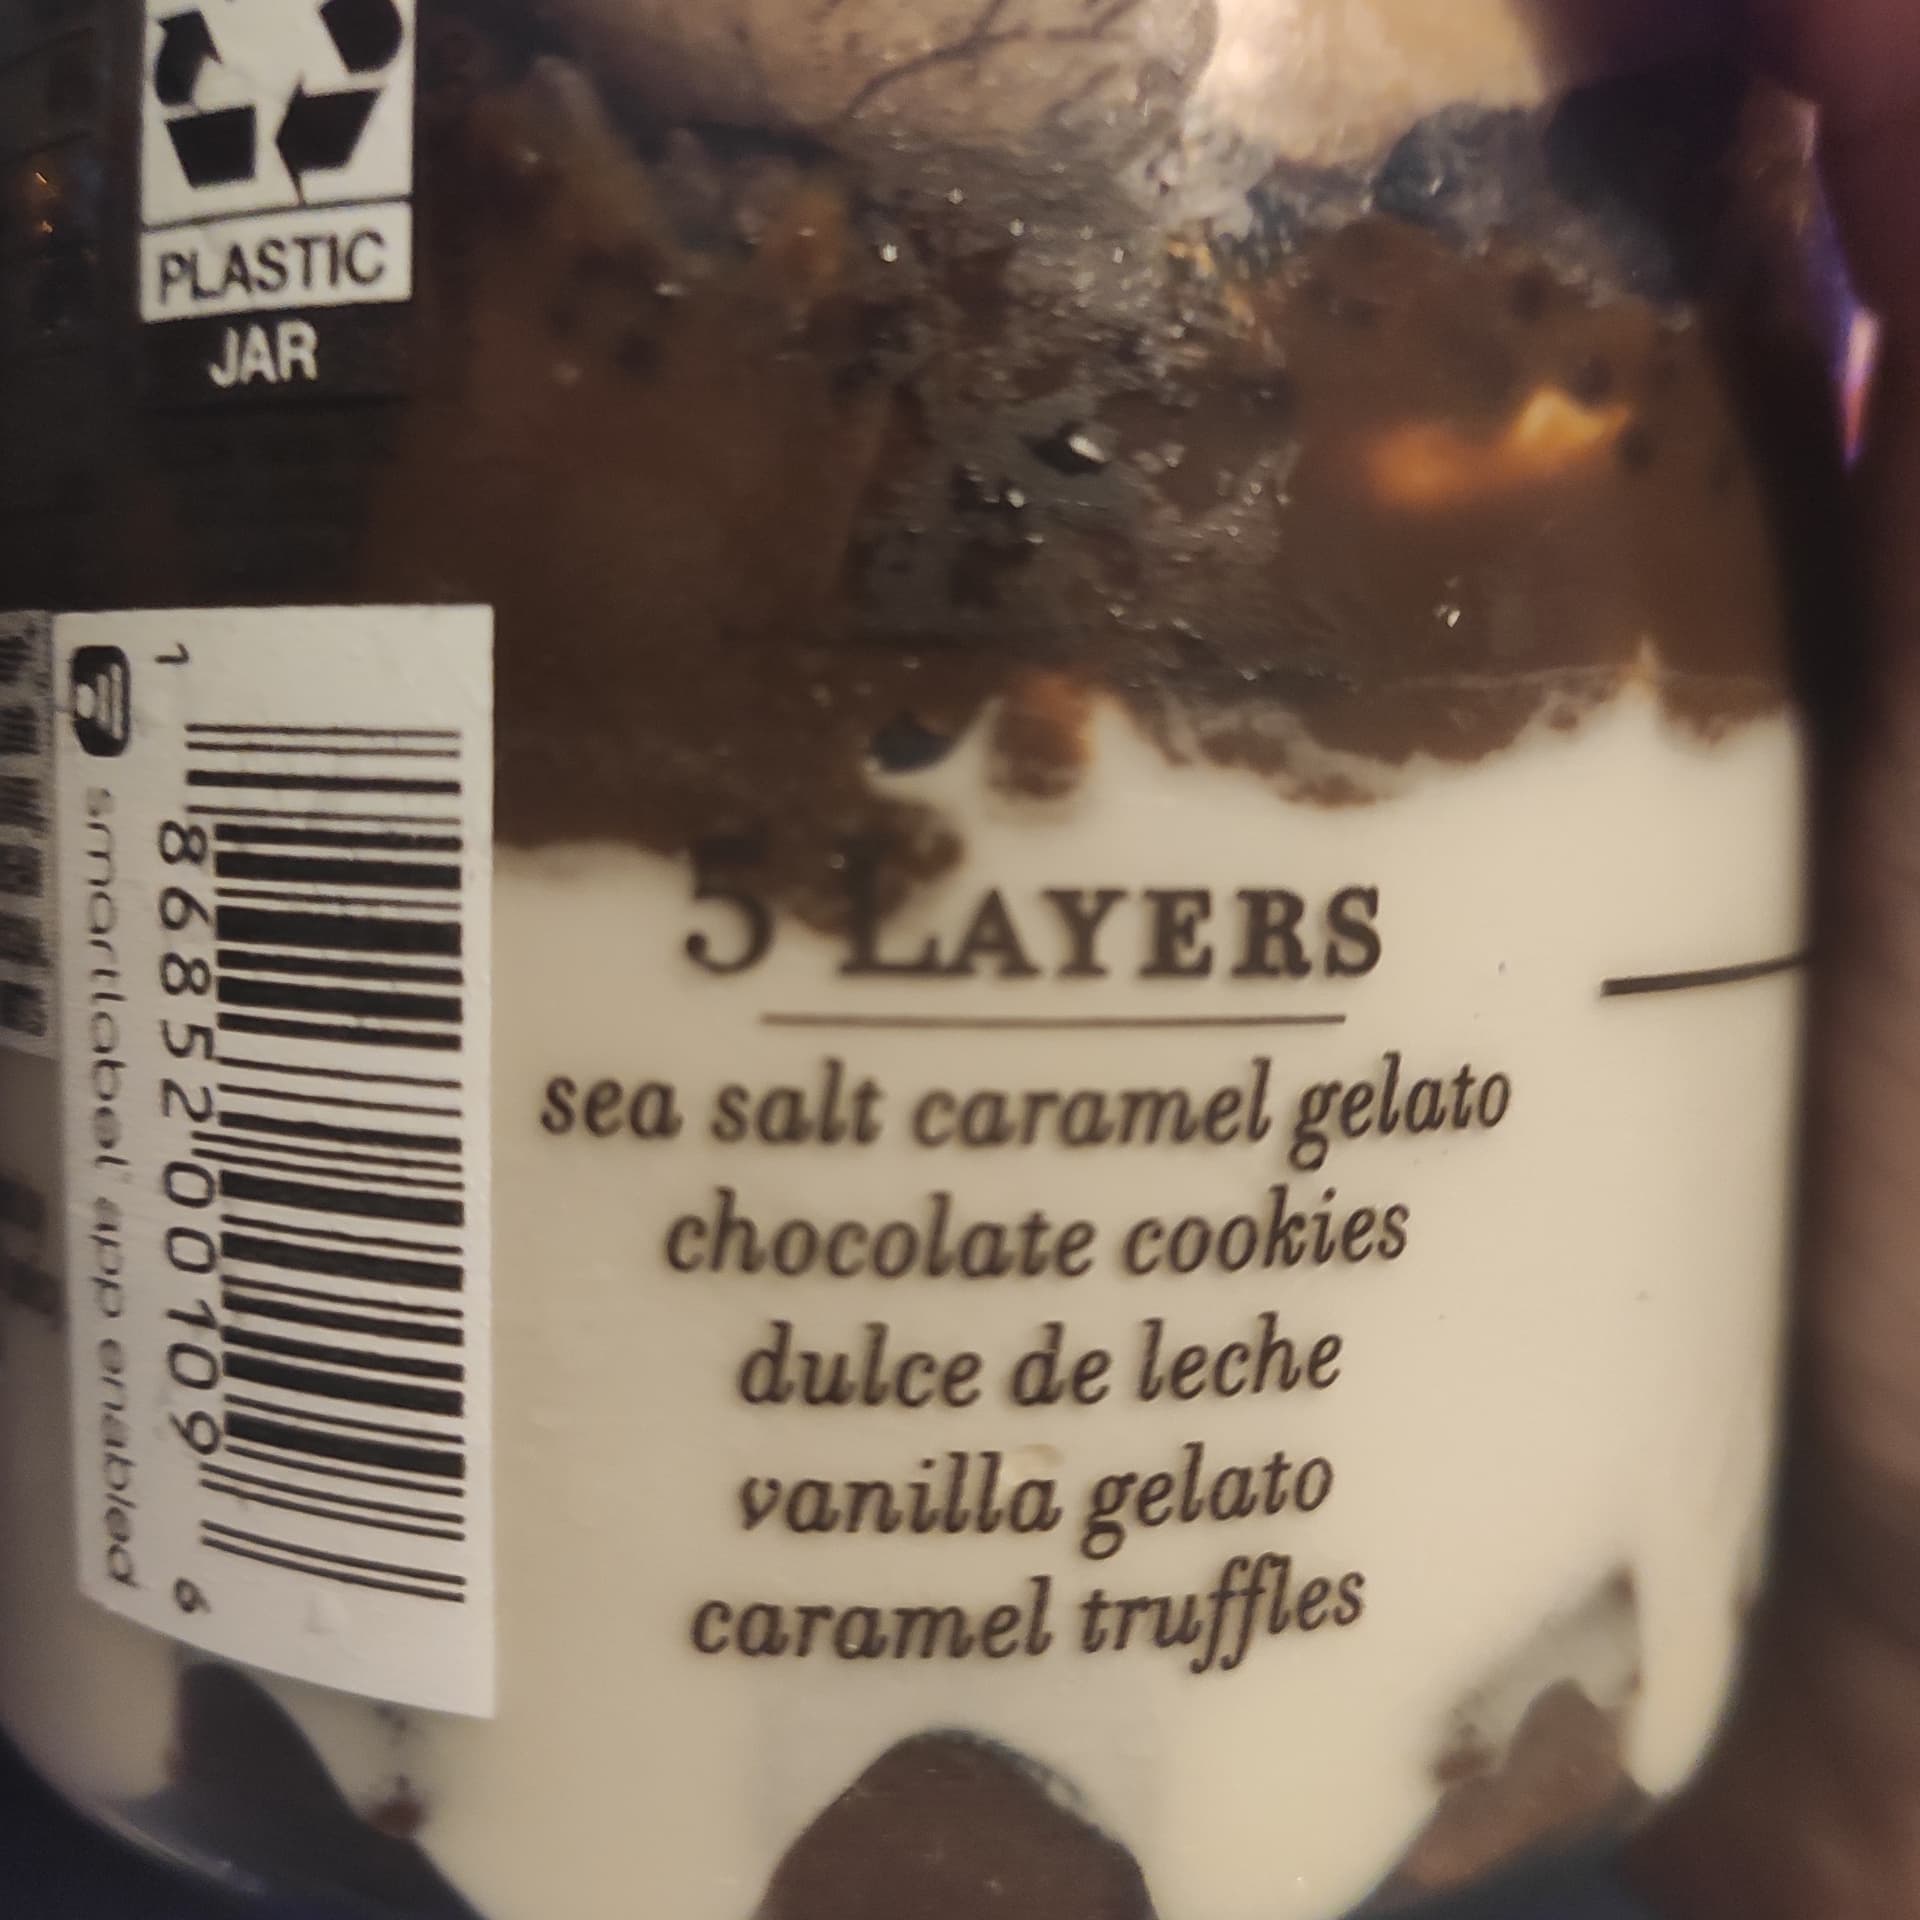 PLASTIC
JAR
5 LAYERS
sea salt caramel gelato
chocolate cookies
dulce de leche
vanilla gelato
caramel truffles
1 86852 00109 6
smartlabel app enabled